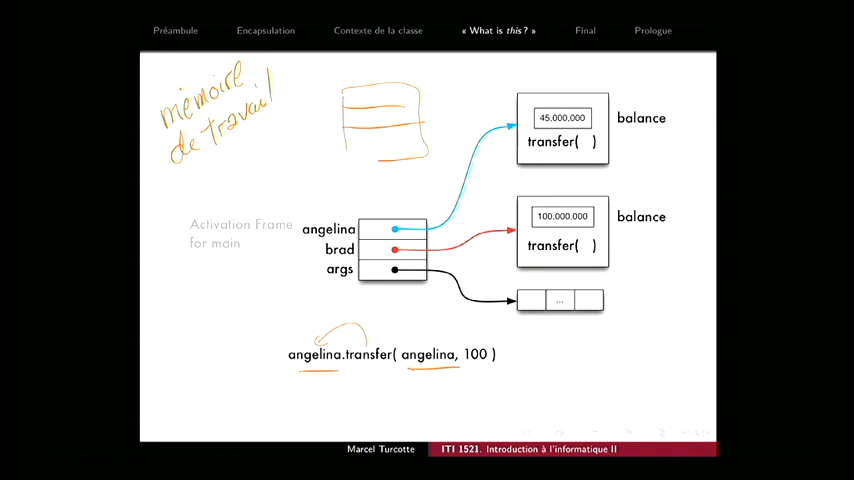 Préambule Encapsulation Contexte de la classe « What is this ? » Final Prologue
mémoire
de travail
45,000,000 balance
transfer( )
100,000,000 balance
transfer( )
Activation Frame
for main
angelina
brad
args
...
angelina.transfer( angelina, 100 )
Marcel Turcotte ITI 1521. Introduction à l'informatique II